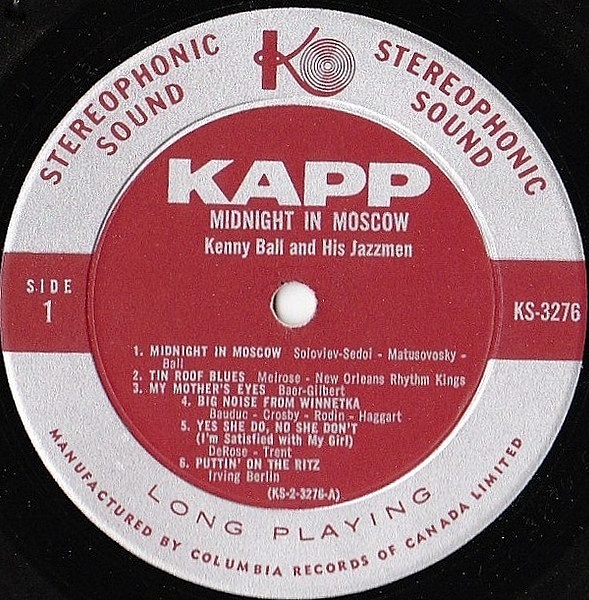 STEREOPHONIC SOUND
K
STEREOPHONIC SOUND
KAPP
MIDNIGHT IN MOSCOW
Kenny Ball and His Jazzmen
SIDE
1
KS-3276
1. MIDNIGHT IN MOSCOW Soloviev-Sedoi - Matusovosky -
Ball
2. TIN ROOF BLUES Melrose - New Orleans Rhythm Kings
3. MY MOTHER'S EYES Baer-Gilbert
4. BIG NOISE FROM WINNETKA
Bauduc - Crosby - Rodin - Haggart
5. YES SHE DO, NO SHE DON'T
(I'm Satisfied with My Girl)
DeRose - Trent
6. PUTTIN' ON THE RITZ
Irving Berlin
(KS-2-3276-A)
LONG PLAYING
MANUFACTURED BY COLUMBIA RECORDS OF CANADA LIMITED